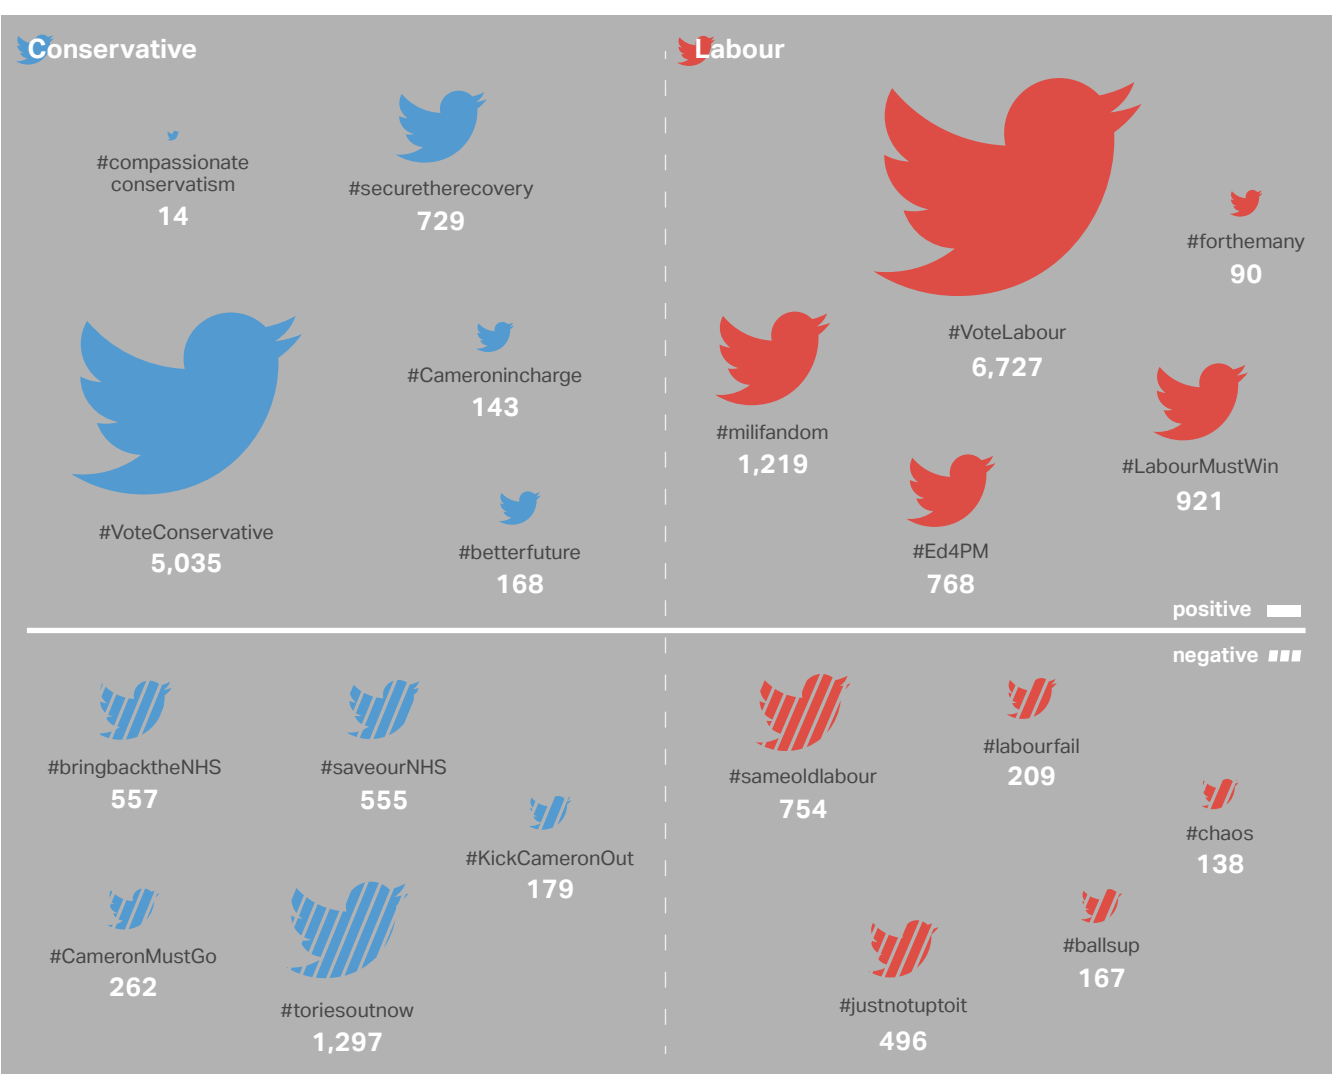 Conservative
#compassionate
conservatism
14
#securetherecovery
729
#VoteConservative
5,035
#Cameronincharge
143
#betterfuture
168
Labour
#VoteLabour
6,727
#forthemany
90
#milifandom
1,219
#LabourMustWin
921
#Ed4PM
768
positive
negative
#bringbacktheNHS
557
#saveourNHS
555
#KickCameronOut
179
#CameronMustGo
262
#toriesoutnow
1,297
#sameoldlabour
754
#labourfail
209
#chaos
138
#ballsup
167
#justnotuptoit
496